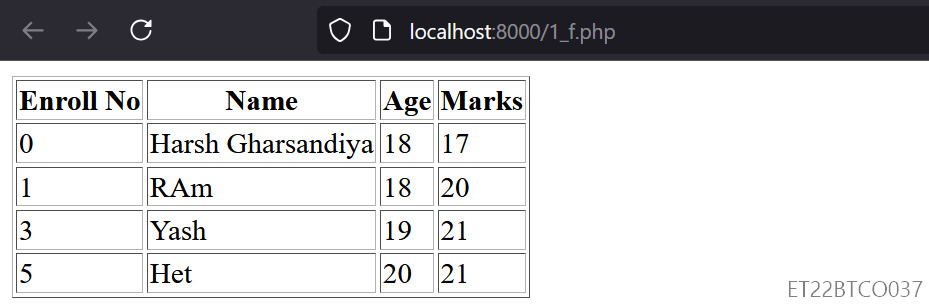 localhost:8000/1_f.php
Enroll No Name Age Marks
0 Harsh Gharsandiya 18 17
1 RAm 18 20
3 Yash 19 21
5 Het 20 21
ET22BTCO037